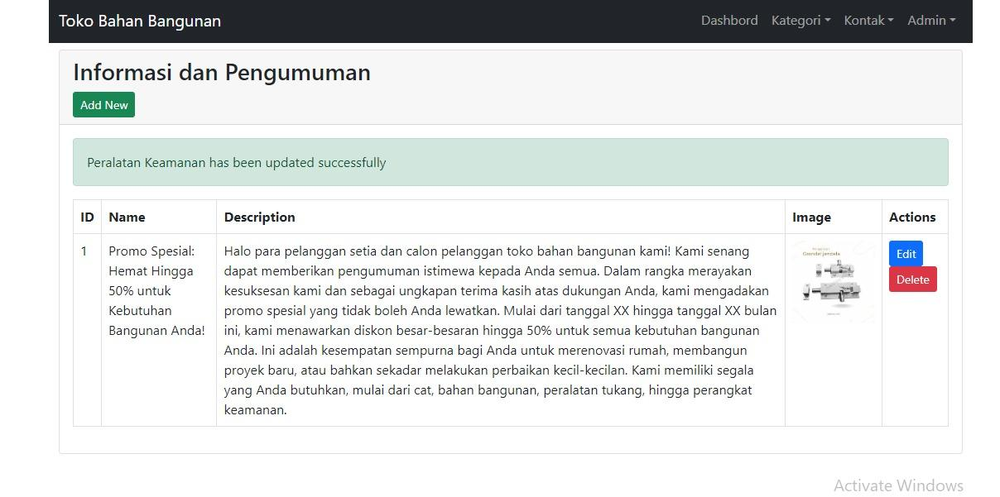 Toko Bahan Bangunan
Dashbord Kategori Kontak Admin
Informasi dan Pengumuman
Add New
Peralatan Keamanan has been updated successfully
ID Name Description Image Actions
1
Promo Spesial:
Hemat Hingga
50% untuk
Kebutuhan
Bangunan Anda!
Halo para pelanggan setia dan calon pelanggan toko bahan bangunan kami! Kami senang
dapat memberikan pengumuman istimewa kepada Anda semua. Dalam rangka merayakan
kesuksesan kami dan sebagai ungkapan terima kasih atas dukungan Anda, kami mengadakan
promo spesial yang tidak boleh Anda lewatkan. Mulai dari tanggal XX hingga tanggal XX bulan
ini, kami menawarkan diskon besar-besaran hingga 50% untuk semua kebutuhan bangunan
Anda. Ini adalah kesempatan sempurna bagi Anda untuk merenovasi rumah, membangun
proyek baru, atau bahkan sekadar melakukan perbaikan kecil-kecilan. Kami memiliki segala
yang Anda butuhkan, mulai dari cat, bahan bangunan, peralatan tukang, hingga perangkat
keamanan.
Grendel jendela
Edit
Delete
Activate Windows